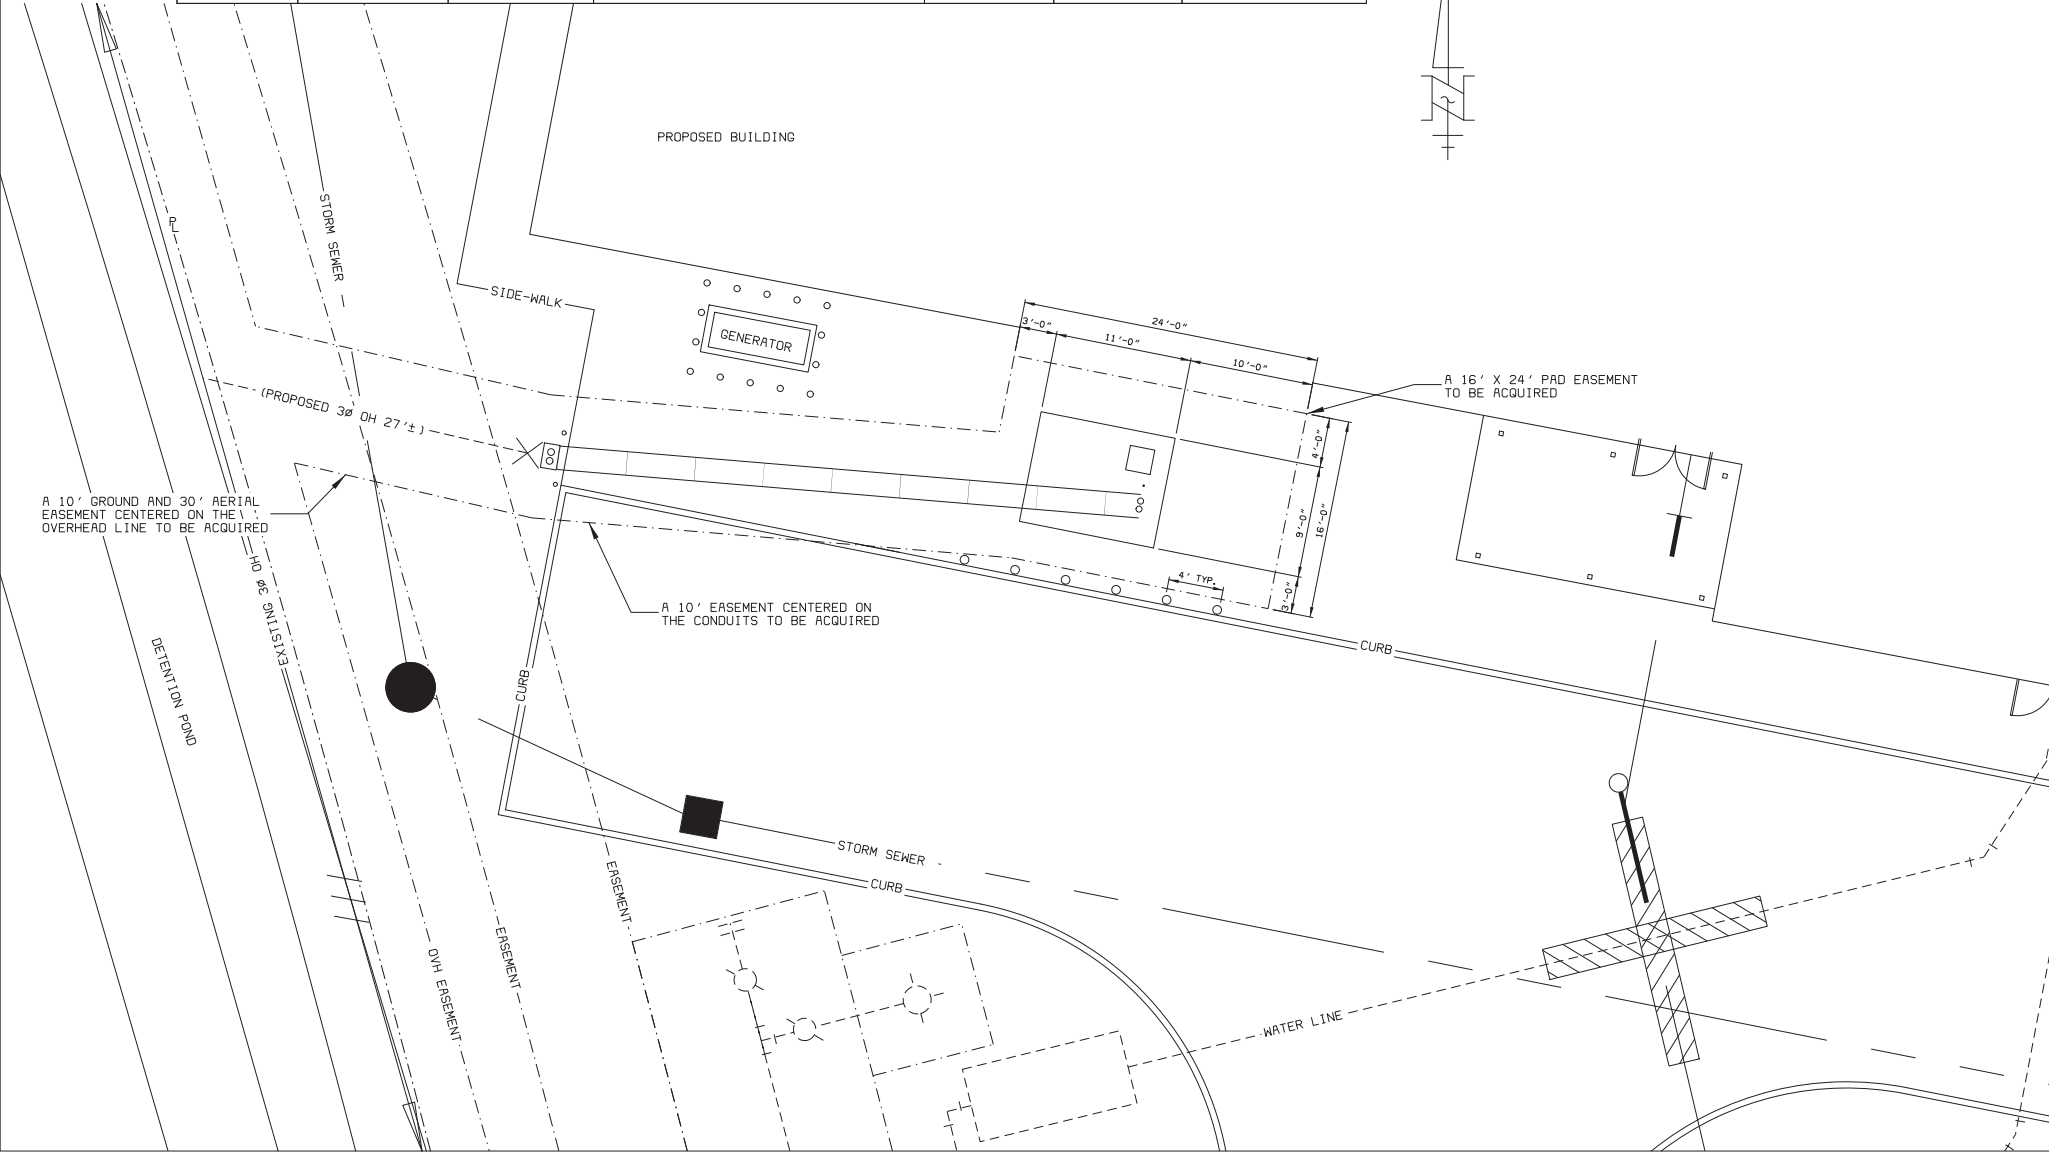 PROPOSED BUILDING
STORM SEWER
PL
SIDE-WALK
GENERATOR
3'-0"
24'-0"
11'-0"
10'-0"
A 16' X 24' PAD EASEMENT
TO BE ACQUIRED
(PROPOSED 3Ø OH 27'±)
4'-0"
9'-0"
16'-0"
3'-0"
4' TYP.
A 10' GROUND AND 30' AERIAL
EASEMENT CENTERED ON THE
OVERHEAD LINE TO BE ACQUIRED
A 10' EASEMENT CENTERED ON
THE CONDUITS TO BE ACQUIRED
EXISTING 3Ø OH
DETENTION POND
CURB
CURB
STORM SEWER
CURB
EASEMENT
EASEMENT
OVH EASEMENT
WATER LINE
N